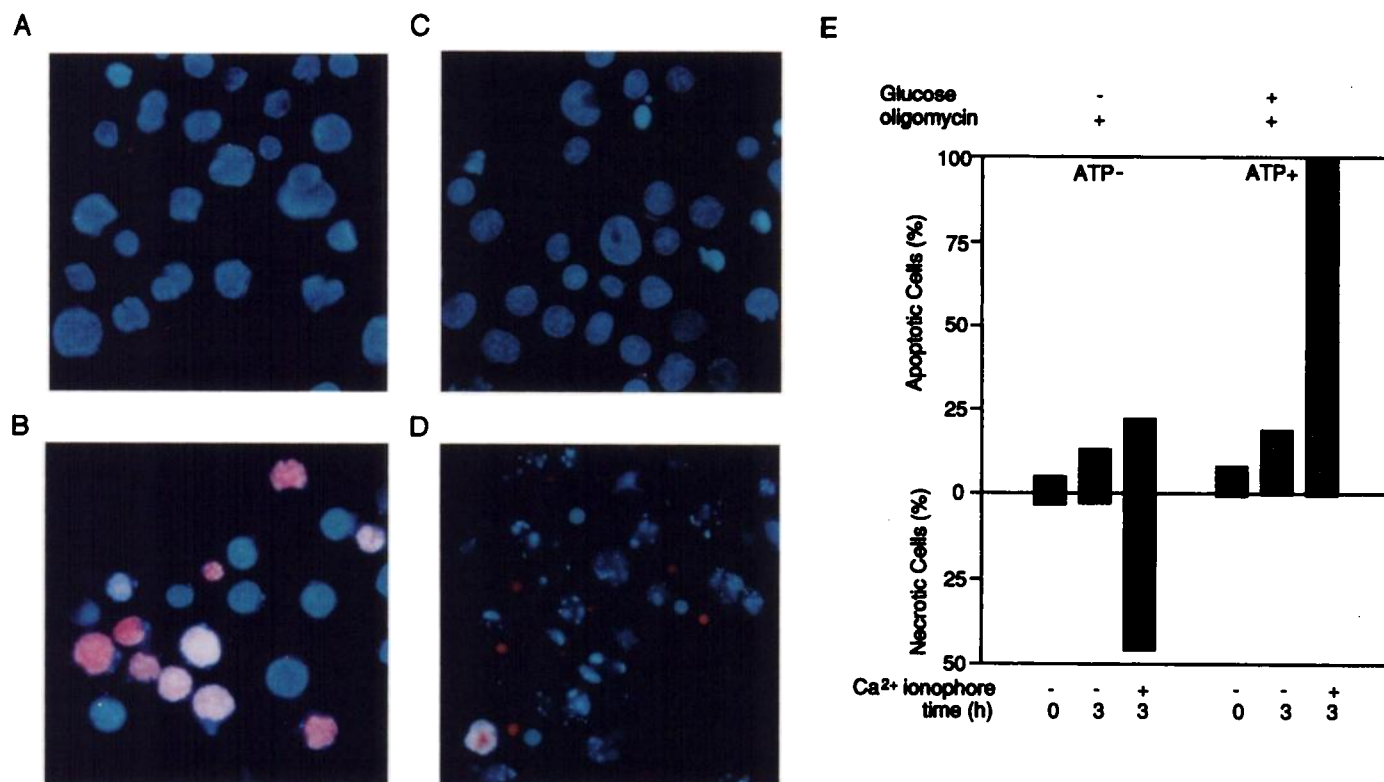 A
C
E
B
D
Glucose - +
oligomycin + +
ATP- ATP+
Apoptotic Cells (%)
100
75
50
25
0
Necrotic Cells (%)
25
50
Ca²⁺ ionophore - - + - - +
time (h) 0 3 3 0 3 3